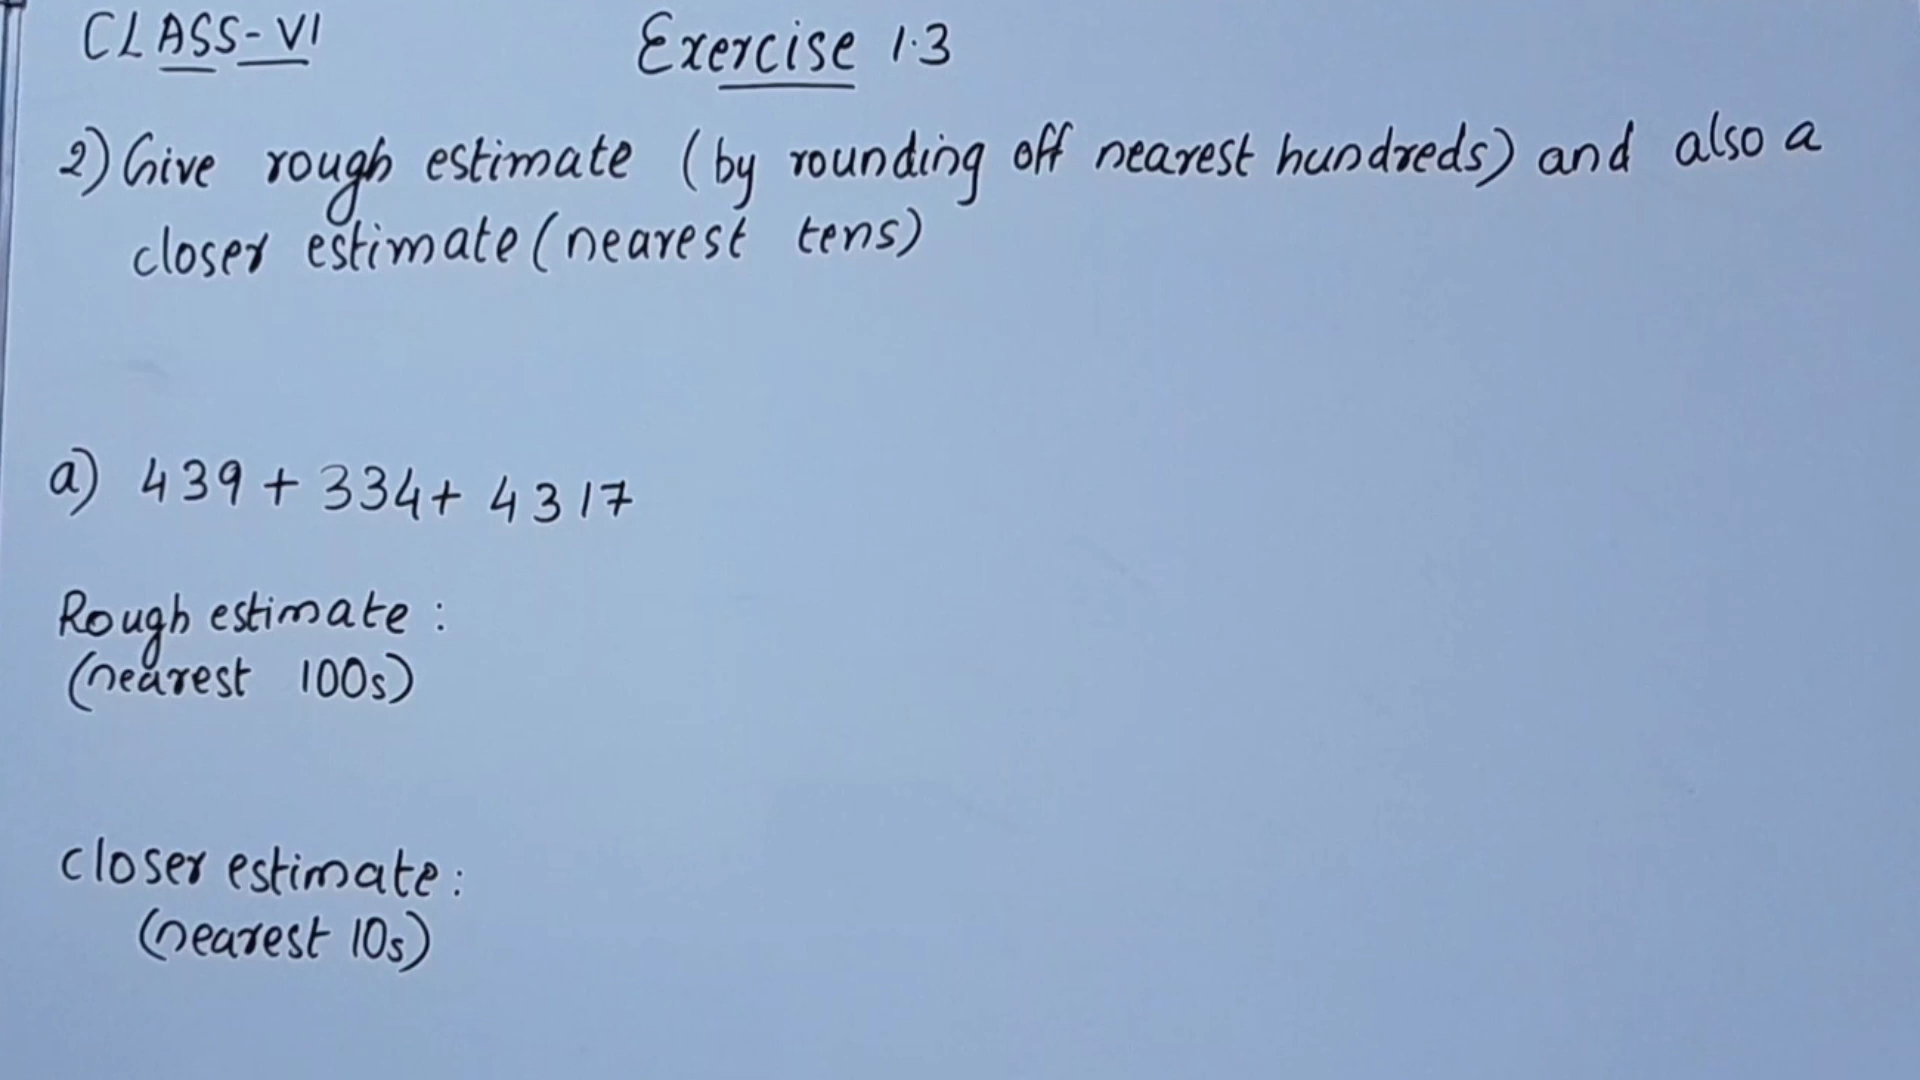 CLASS-VI
Exercise 1.3
2) Give rough estimate (by rounding off nearest hundreds) and also a
closer estimate (nearest tens)
a) 439 + 334 + 4317
Rough estimate :
(nearest 100s)
closer estimate :
(nearest 10s)